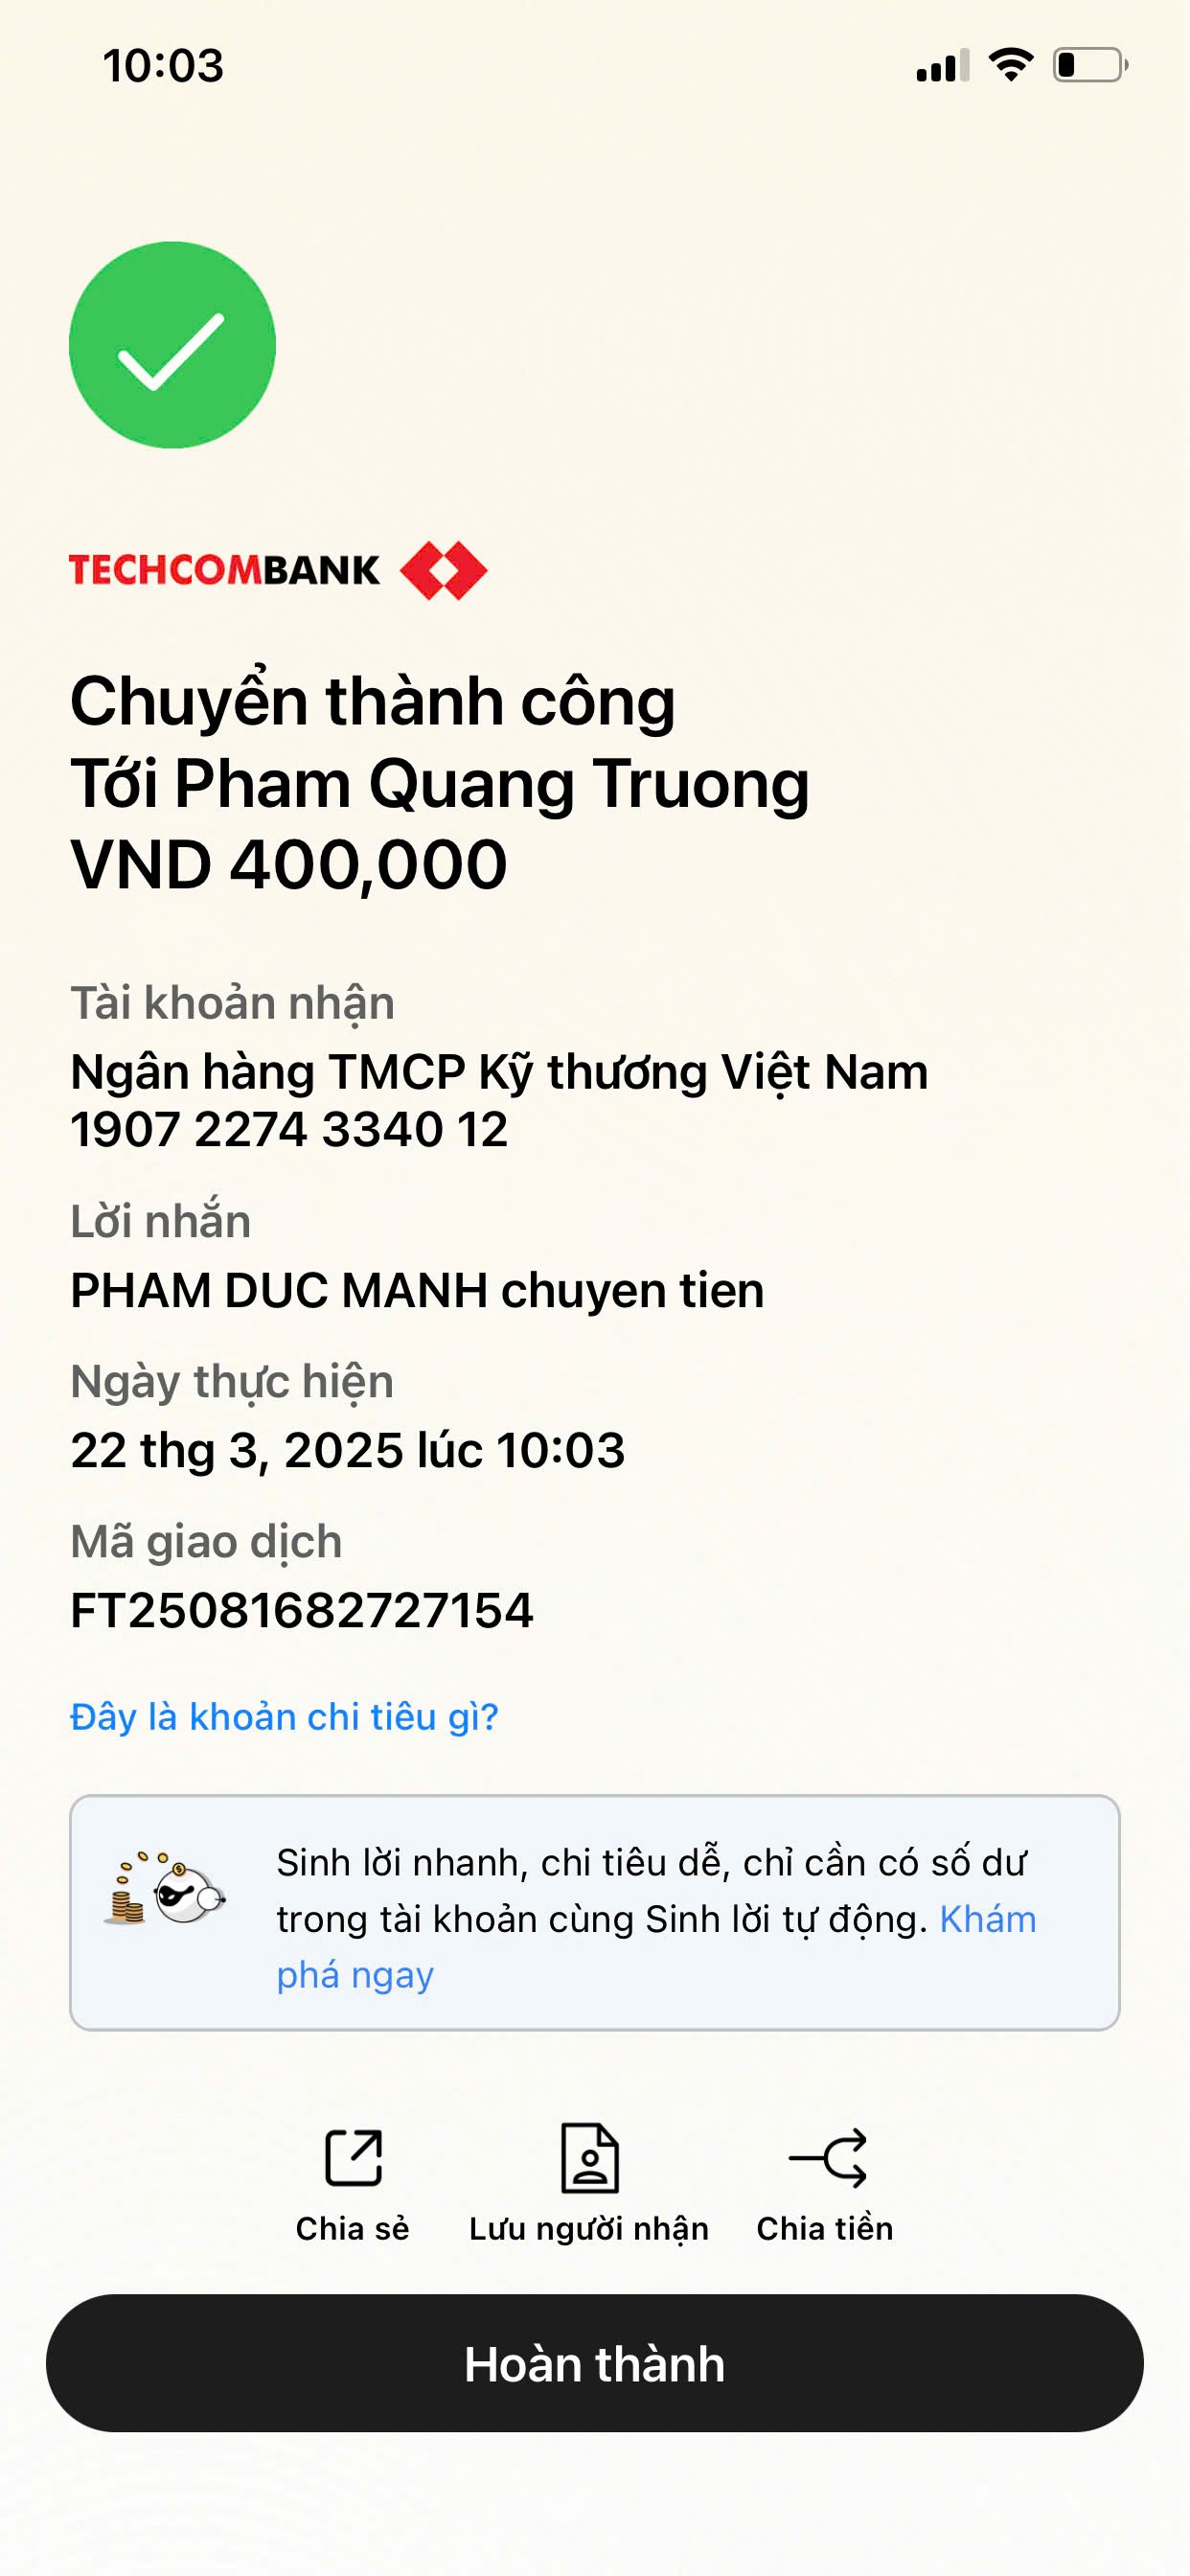 10:03
TECHCOMBANK
Chuyển thành công
Tới Pham Quang Truong
VND 400,000
Tài khoản nhận
Ngân hàng TMCP Kỹ thương Việt Nam
1907 2274 3340 12
Lời nhắn
PHAM DUC MANH chuyen tien
Ngày thực hiện
22 thg 3, 2025 lúc 10:03
Mã giao dịch
FT25081682727154
Đây là khoản chi tiêu gì?
Sinh lời nhanh, chi tiêu dễ, chỉ cần có số dư
trong tài khoản cùng Sinh lời tự động. Khám
phá ngay
Chia sẻ
Lưu người nhận
Chia tiền
Hoàn thành